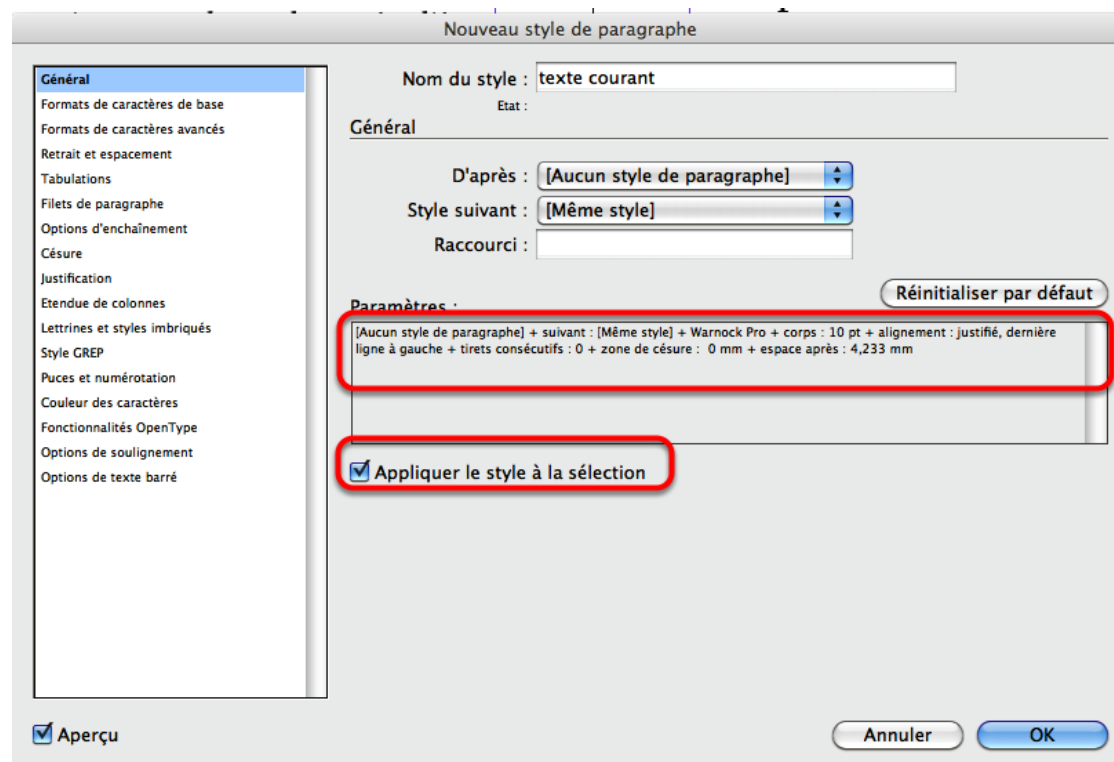 Nouveau style de paragraphe
Général
Formats de caractères de base
Formats de caractères avancés
Retrait et espacement
Tabulations
Filets de paragraphe
Options d'enchaînement
Césure
Justification
Etendue de colonnes
Lettrines et styles imbriqués
Style GREP
Puces et numérotation
Couleur des caractères
Fonctionnalités OpenType
Options de soulignement
Options de texte barré
Nom du style : texte courant
Etat :
Général
D'après : [Aucun style de paragraphe]
Style suivant : [Même style]
Raccourci :
Réinitialiser par défaut
Paramètres :
[Aucun style de paragraphe] + suivant : [Même style] + Warnock Pro + corps : 10 pt + alignement : justifié, dernière
ligne à gauche + tirets consécutifs : 0 + zone de césure : 0 mm + espace après : 4,233 mm
Appliquer le style à la sélection
Aperçu
Annuler
OK